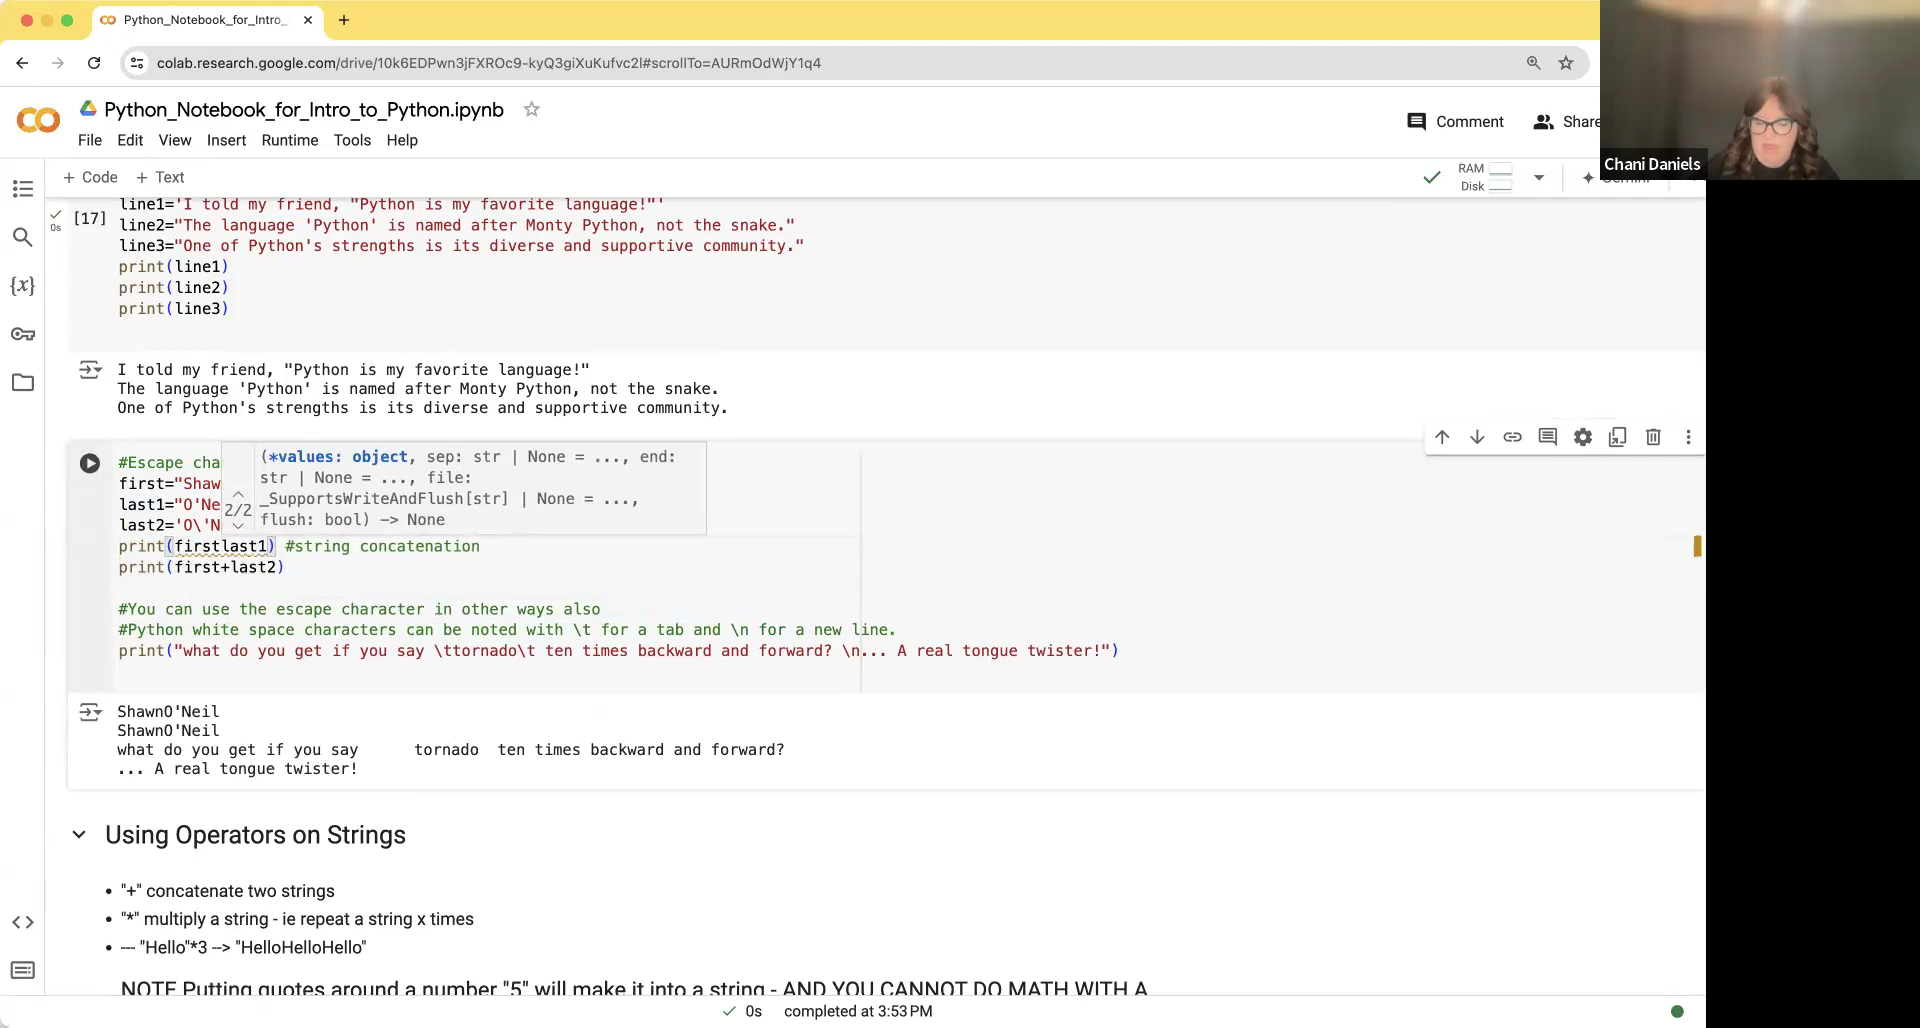 Python_Notebook_for_Intro_
colab.research.google.com/drive/10k6EDPwn3jFXROc9-kyQ3giXuKufvc2l#scrollTo=AURmOdWjY1q4
Python_Notebook_for_Intro_to_Python.ipynb
Comment
Share
File Edit View Insert Runtime Tools Help
Chani Daniels
+ Code + Text
RAM
Disk
Gemini
line1='I told my friend, "Python is my favorite language!"'
[17]
0s
line2="The language 'Python' is named after Monty Python, not the snake."
line3="One of Python's strengths is its diverse and supportive community."
print(line1)
print(line2)
print(line3)
I told my friend, "Python is my favorite language!"
The language 'Python' is named after Monty Python, not the snake.
One of Python's strengths is its diverse and supportive community.
(*values: object, sep: str | None = ..., end:
str | None = ..., file:
_SupportsWriteAndFlush[str] | None = ...,
flush: bool) -> None
2/2
#Escape cha
first="Shaw
last1="O'Ne
last2='O\'N
print(firstlast1) #string concatenation
print(first+last2)
#You can use the escape character in other ways also
#Python white space characters can be noted with \t for a tab and \n for a new line.
print("what do you get if you say \ttornado\t ten times backward and forward? \n... A real tongue twister!")
ShawnO'Neil
ShawnO'Neil
what do you get if you say tornado ten times backward and forward?
... A real tongue twister!
Using Operators on Strings
• "+" concatenate two strings
• "*" multiply a string - ie repeat a string x times
• --- "Hello"*3 --> "HelloHelloHello"
NOTE Putting quotes around a number "5" will make it into a string - AND YOU CANNOT DO MATH WITH A
0s completed at 3:53 PM